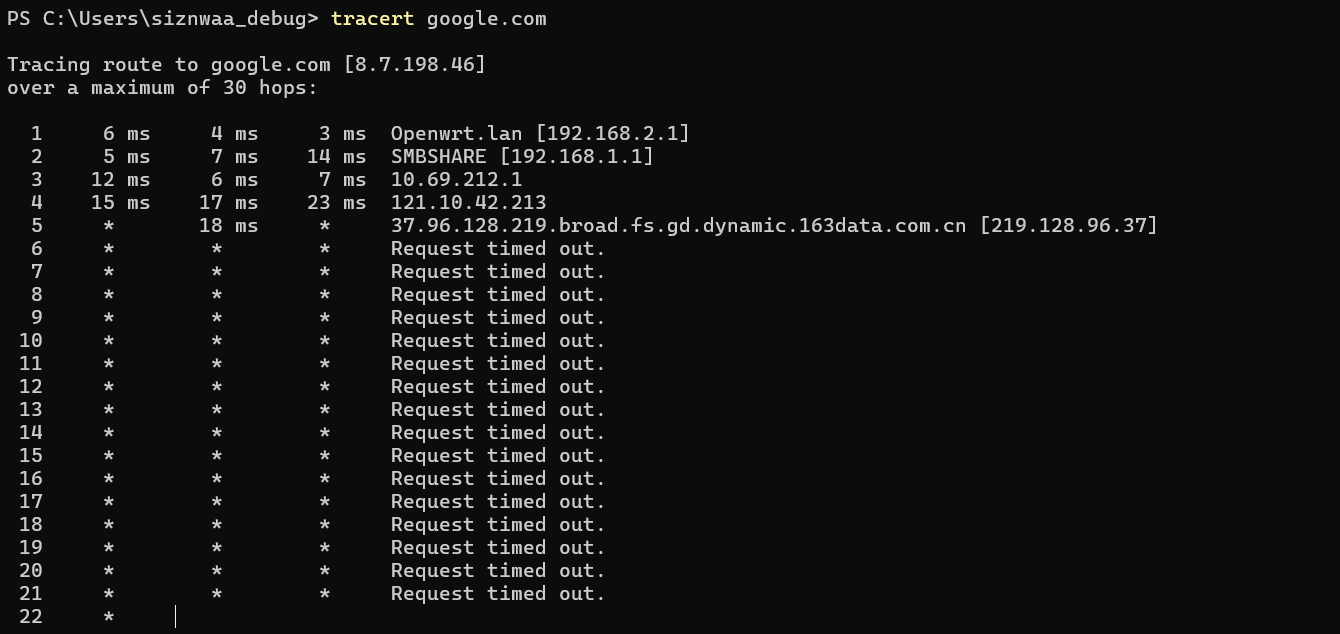 PS C:\Users\siznwaa_debug> tracert google.com
Tracing route to google.com [8.7.198.46]
over a maximum of 30 hops:
1 6 ms 4 ms 3 ms Openwrt.lan [192.168.2.1]
2 5 ms 7 ms 14 ms SMBSHARE [192.168.1.1]
3 12 ms 6 ms 7 ms 10.69.212.1
4 15 ms 17 ms 23 ms 121.10.42.213
5 * 18 ms * 37.96.128.219.broad.fs.gd.dynamic.163data.com.cn [219.128.96.37]
6 * * * Request timed out.
7 * * * Request timed out.
8 * * * Request timed out.
9 * * * Request timed out.
10 * * * Request timed out.
11 * * * Request timed out.
12 * * * Request timed out.
13 * * * Request timed out.
14 * * * Request timed out.
15 * * * Request timed out.
16 * * * Request timed out.
17 * * * Request timed out.
18 * * * Request timed out.
19 * * * Request timed out.
20 * * * Request timed out.
21 * * * Request timed out.
22 *